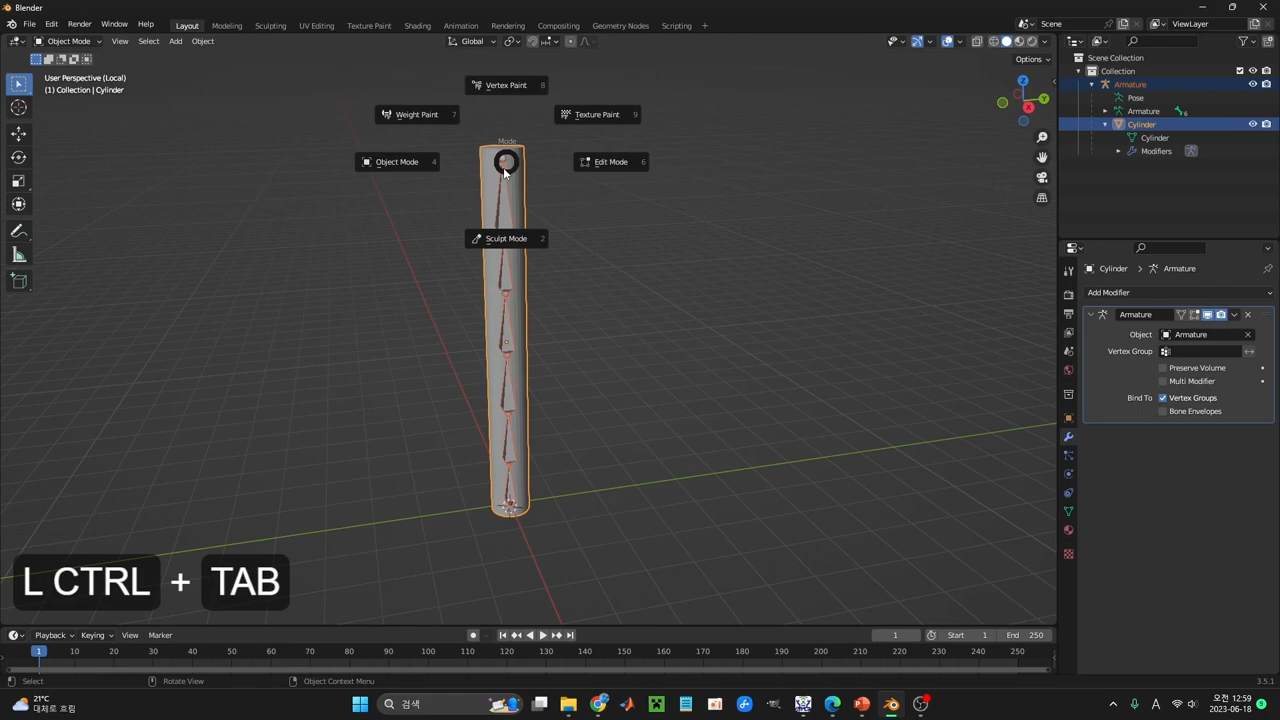 Blender
File Edit Render Window Help
Layout Modeling Sculpting UV Editing Texture Paint Shading Animation Rendering Compositing Geometry Nodes Scripting +
Scene
ViewLayer
Object Mode View Select Add Object
Global
Options
User Perspective (Local)
(1) Collection | Cylinder
Vertex Paint 8
Weight Paint 7
Texture Paint 9
Mode
Object Mode 4
Edit Mode 6
Sculpt Mode 2
X
Y
Z
L CTRL + TAB
Scene Collection
Collection
Armature
Pose
Armature 6
Cylinder
Cylinder
Modifiers
Cylinder > Armature
Add Modifier
Armature
Object Armature
Vertex Group
Preserve Volume
Multi Modifier
Bind To Vertex Groups
Bone Envelopes
Playback Keying View Marker
1 Start 1 End 250
1 10 20 30 40 50 60 70 80 90 100 110 120 130 140 150 160 170 180 190 200 210 220 230 240 250
Select Rotate View Object Context Menu
3.5.1
21°C
대체로 흐림
검색
A
오전 12:59
2023-06-18